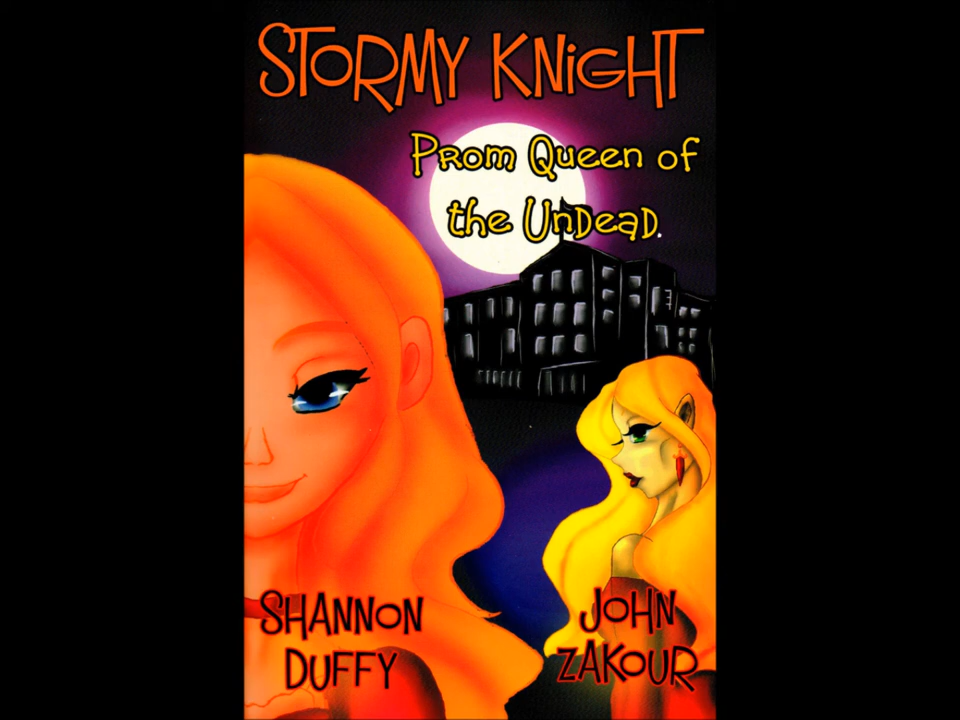 STORMY KNiGHT
PROM QUEEN OF
the UnDeaD.
SHANNON
DUFFY
JOHN
ZAKOUR